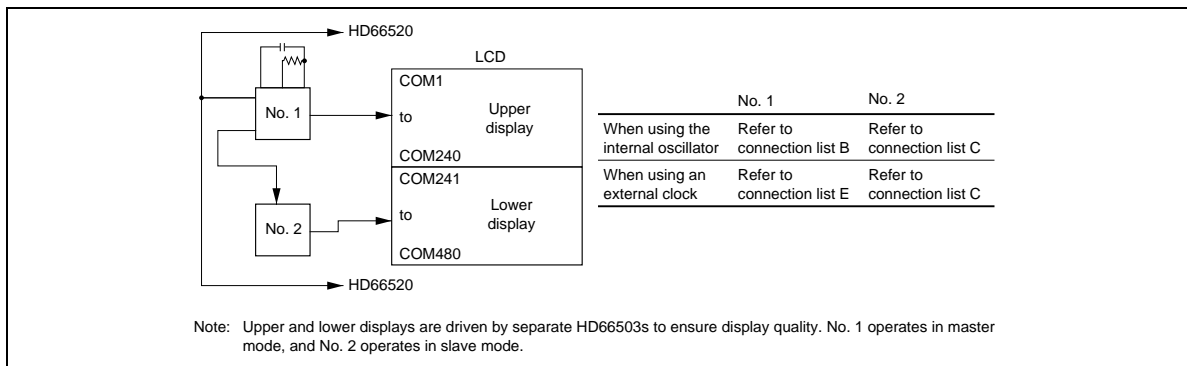 HD66520
LCD
No. 1
COM1
to
COM240
Upper
display
No. 2
COM241
to
COM480
Lower
display
HD66520
No. 1 No. 2
When using the Refer to Refer to
internal oscillator connection list B connection list C
When using an Refer to Refer to
external clock connection list E connection list C
Note: Upper and lower displays are driven by separate HD66503s to ensure display quality. No. 1 operates in master
mode, and No. 2 operates in slave mode.